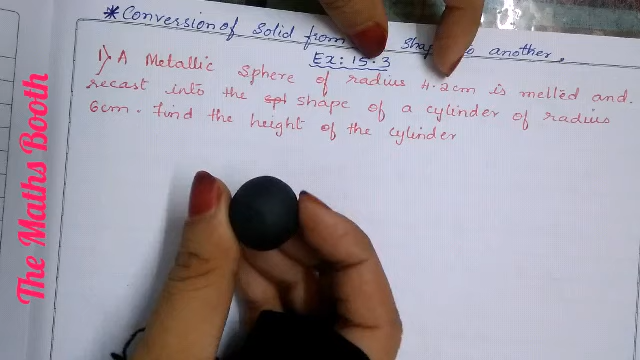 *Conversion of Solid from shape to another.
Ex: 15.3
1) A Metallic sphere of radius 4.2cm is melled and
recast into the shape of a cylinder of radius
6cm. find the height of the cylinder
The Maths Booth